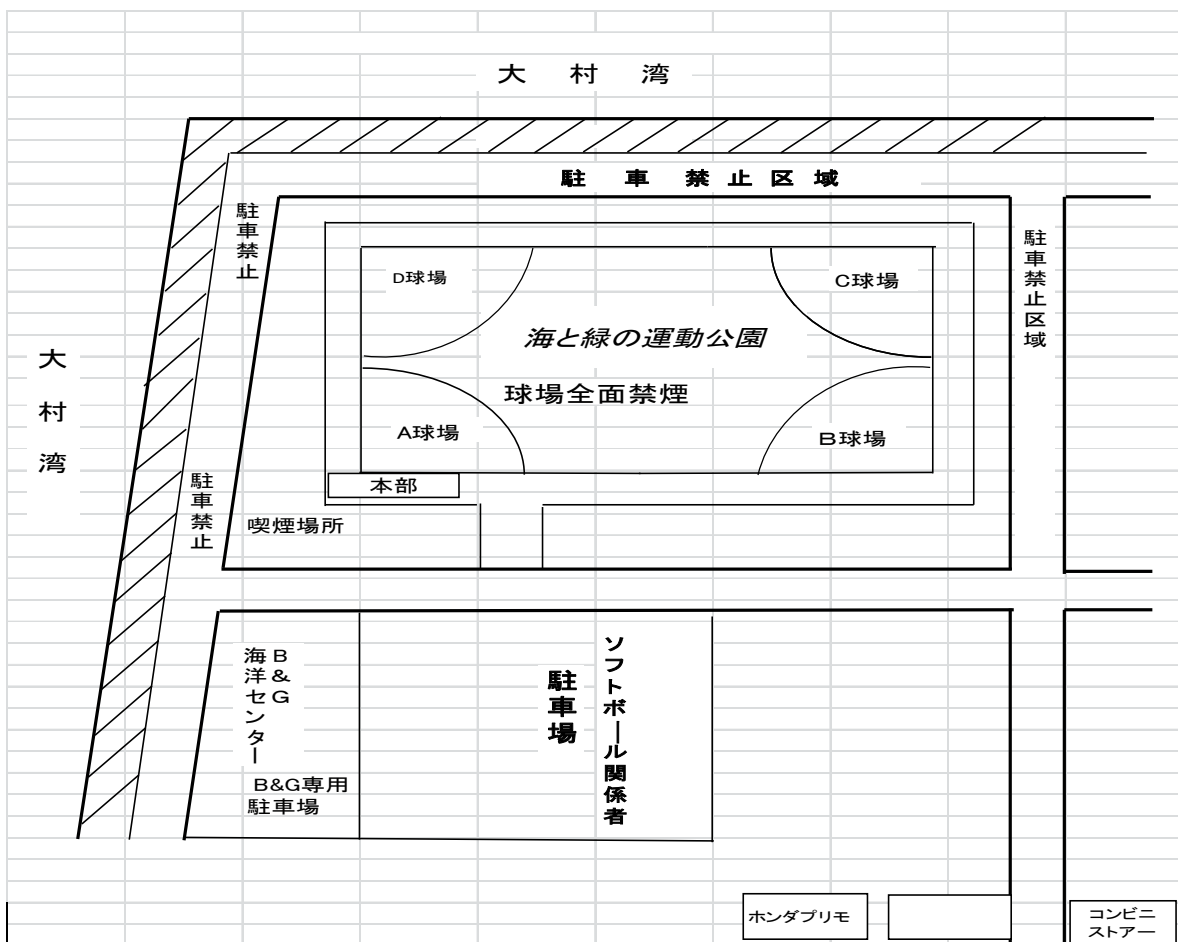 大村湾
駐車禁止区域
駐車禁止
駐車禁止区域
大村湾
D球場
C球場
海と緑の運動公園
球場全面禁煙
A球場
B球場
本部
駐車禁止
喫煙場所
B&G
海洋センター
B&G専用
駐車場
ソフトボール関係者
駐車場
ホンダプリモ
コンビニ
ストアー